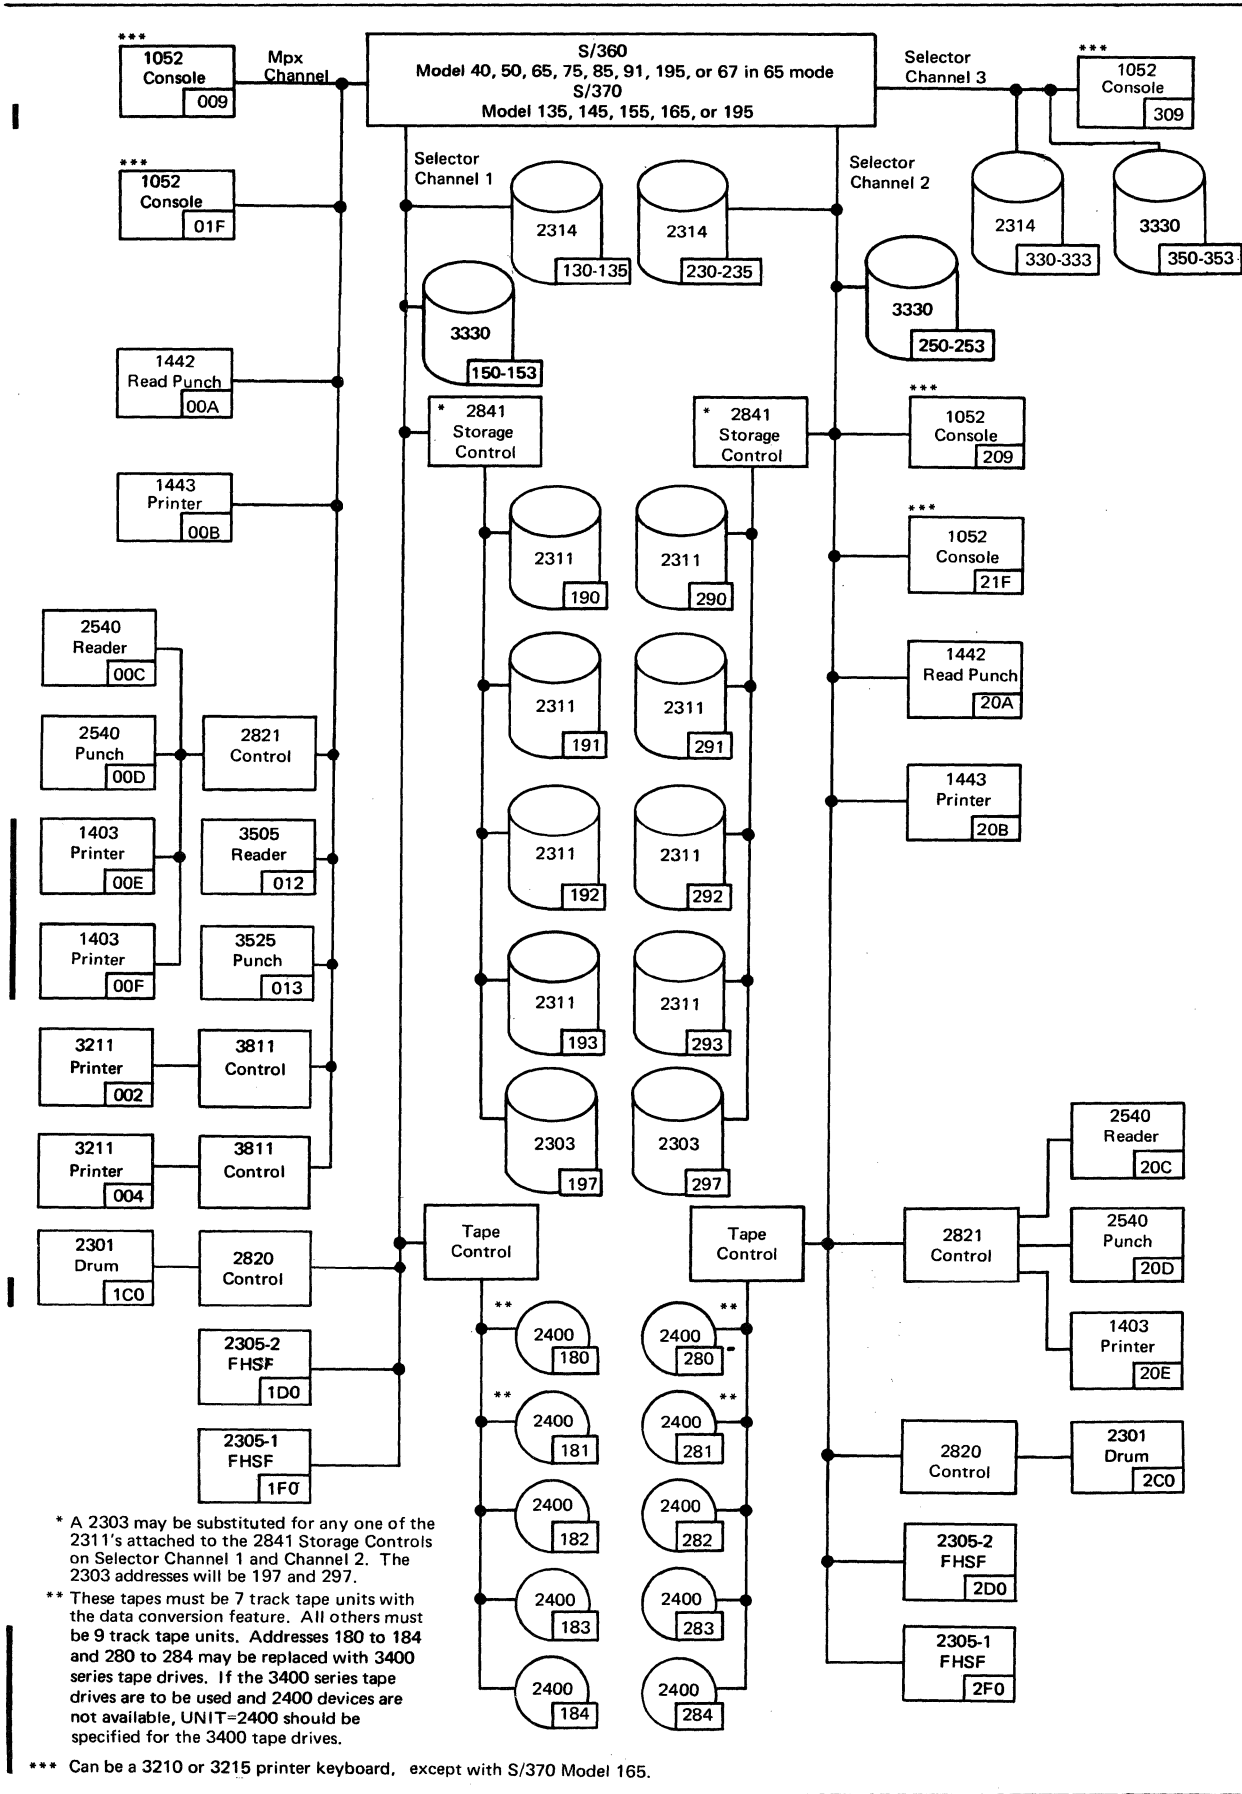 S/360
Model 40, 50, 65, 75, 85, 91, 195, or 67 in 65 mode
S/370
Model 135, 145, 155, 165, or 195
***
1052
Console
009
Mpx
Channel
Selector
Channel 3
***
1052
Console
309
***
1052
Console
01F
Selector
Channel 1
2314
130-135
2314
230-235
Selector
Channel 2
2314
330-333
3330
350-353
3330
150-153
3330
250-253
1442
Read Punch
00A
* 2841
Storage
Control
* 2841
Storage
Control
***
1052
Console
209
1443
Printer
00B
2311
190
2311
290
***
1052
Console
21F
2540
Reader
00C
2311
191
2311
291
1442
Read Punch
20A
2540
Punch
00D
2821
Control
2311
192
2311
292
1443
Printer
20B
1403
Printer
00E
3505
Reader
012
1403
Printer
00F
3525
Punch
013
2311
193
2311
293
3211
Printer
002
3811
Control
2303
197
2303
297
3211
Printer
004
3811
Control
2540
Reader
20C
2301
Drum
1C0
2820
Control
Tape
Control
Tape
Control
2821
Control
2540
Punch
20D
2305-2
FHSF
1D0
**
2400
180
**
2400
280
1403
Printer
20E
2305-1
FHSF
1F0
**
2400
181
**
2400
281
2820
Control
2301
Drum
2C0
2400
182
2400
282
2305-2
FHSF
2D0
2400
183
2400
283
2305-1
FHSF
2F0
2400
184
2400
284
* A 2303 may be substituted for any one of the
2311's attached to the 2841 Storage Controls
on Selector Channel 1 and Channel 2. The
2303 addresses will be 197 and 297.
** These tapes must be 7 track tape units with
the data conversion feature. All others must
be 9 track tape units. Addresses 180 to 184
and 280 to 284 may be replaced with 3400
series tape drives. If the 3400 series tape
drives are to be used and 2400 devices are
not available, UNIT=2400 should be
specified for the 3400 tape drives.
*** Can be a 3210 or 3215 printer keyboard, except with S/370 Model 165.